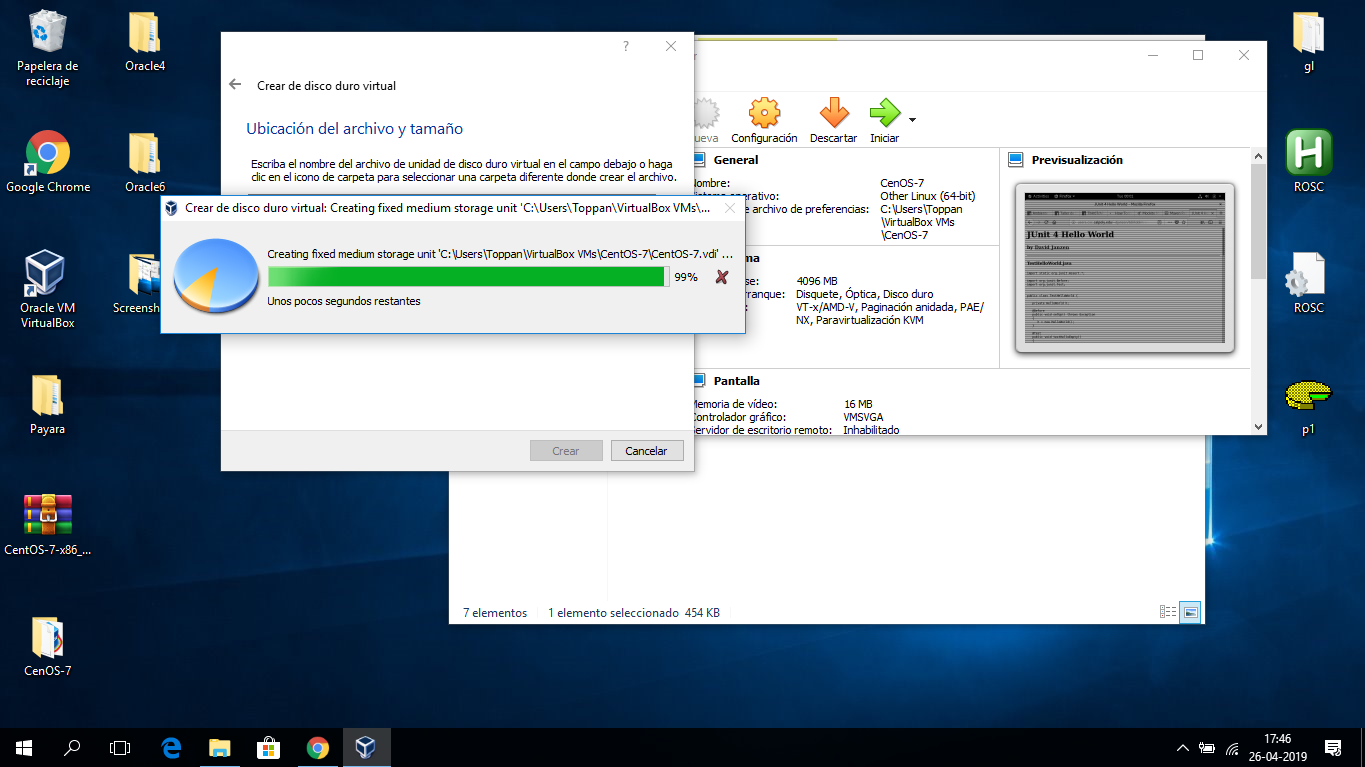 Papelera de
reciclaje
Oracle4
Google Chrome
Oracle6
Oracle VM
VirtualBox
Screensh
Payara
CentOS-7-x86_...
CenOS-7
?
Crear de disco duro virtual
Ubicación del archivo y tamaño
Escriba el nombre del archivo de unidad de disco duro virtual en el campo debajo o haga
clic en el icono de carpeta para seleccionar una carpeta diferente donde crear el archivo.
Crear de disco duro virtual: Creating fixed medium storage unit 'C:\Users\Toppan\VirtualBox VMs\...
Creating fixed medium storage unit 'C:\Users\Toppan\VirtualBox VMs\CentOS-7\CentOS-7.vdi' ...
99%
Unos pocos segundos restantes
Crear
Cancelar
ueva
Configuración
Descartar
Iniciar
General
Nombre:
CenOS-7
istema operativo:
Other Linux (64-bit)
e archivo de preferencias:
C:\Users\Toppan
\VirtualBox VMs
\CenOS-7
ma
se:
4096 MB
rranque:
Disquete, Óptica, Disco duro
VT-x/AMD-V, Paginación anidada, PAE/
NX, Paravirtualización KVM
Pantalla
Memoria de vídeo:
16 MB
Controlador gráfico:
VMSVGA
Servidor de escritorio remoto:
Inhabilitado
Previsualización
JUnit 4 Hello World
by David Janzen
TestHelloWorld.java
7 elementos
1 elemento seleccionado 454 KB
gl
H
ROSC
ROSC
p1
17:46
26-04-2019